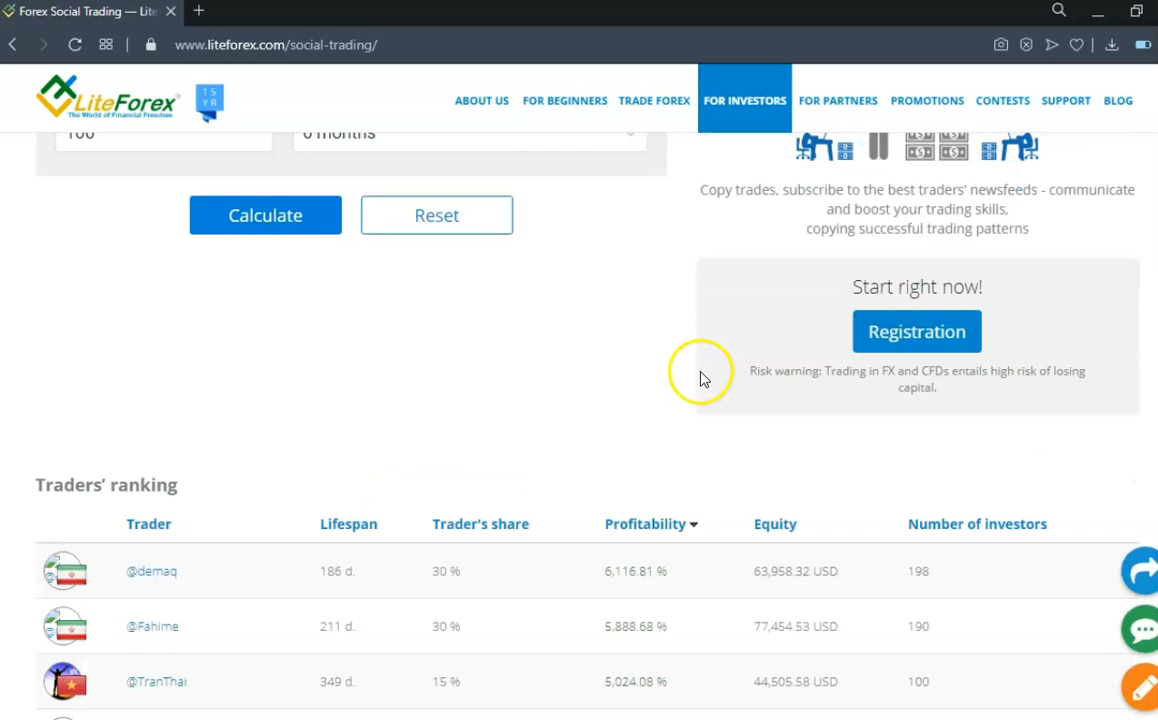 Forex Social Trading — Lite
www.liteforex.com/social-trading/
LiteForex®
The World of Financial Freedom
15
YR
ABOUT US
FOR BEGINNERS
TRADE FOREX
FOR INVESTORS
FOR PARTNERS
PROMOTIONS
CONTESTS
SUPPORT
BLOG
100
6 months
Calculate
Reset
Copy trades, subscribe to the best traders’ newsfeeds - communicate
and boost your trading skills,
copying successful trading patterns
Start right now!
Registration
Risk warning: Trading in FX and CFDs entails high risk of losing
capital.
Traders’ ranking
Trader Lifespan Trader's share Profitability Equity Number of investors
@demaq 186 d. 30 % 6,116.81 % 63,958.32 USD 198
@Fahime 211 d. 30 % 5,888.68 % 77,454.53 USD 190
@TranThai 349 d. 15 % 5,024.08 % 44,505.58 USD 100